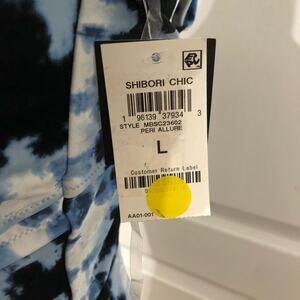 SHIBORI CHIC
1 96139 37934 3
STYLE MBSC23602
PERI ALLURE
L
Customer Return Label
AA01-001